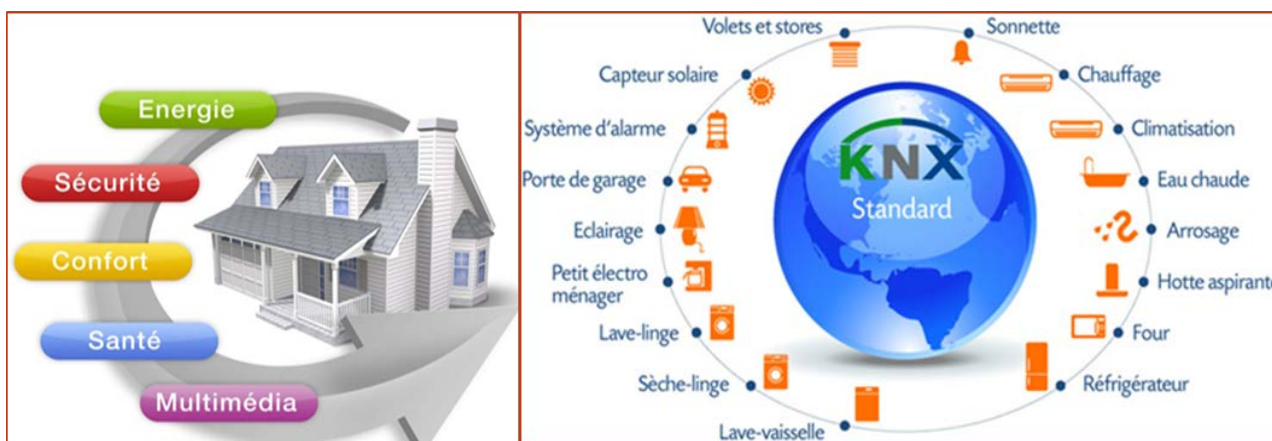 Energie
Sécurité
Confort
Santé
Multimédia
Volets et stores
Sonnette
Capteur solaire
Chauffage
Système d'alarme
Climatisation
Porte de garage
Eau chaude
Eclairage
Arrosage
Petit électro
ménager
Hotte aspirante
Lave-linge
Four
Sèche-linge
Réfrigérateur
Lave-vaisselle
KNX
Standard